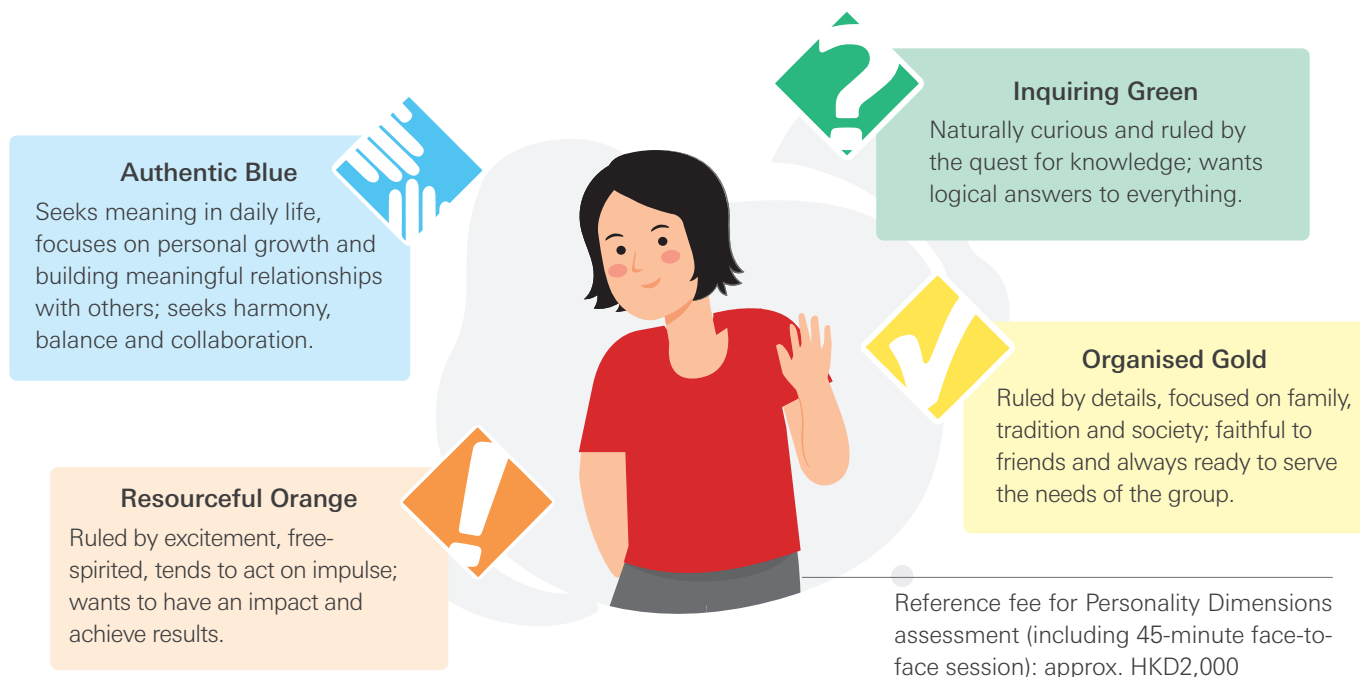 Authentic Blue
Seeks meaning in daily life,
focuses on personal growth and
building meaningful relationships
with others; seeks harmony,
balance and collaboration.
Inquiring Green
Naturally curious and ruled by
the quest for knowledge; wants
logical answers to everything.
Organised Gold
Ruled by details, focused on family,
tradition and society; faithful to
friends and always ready to serve
the needs of the group.
Resourceful Orange
Ruled by excitement, free-
spirited, tends to act on impulse;
wants to have an impact and
achieve results.
Reference fee for Personality Dimensions
assessment (including 45-minute face-to-
face session): approx. HKD2,000